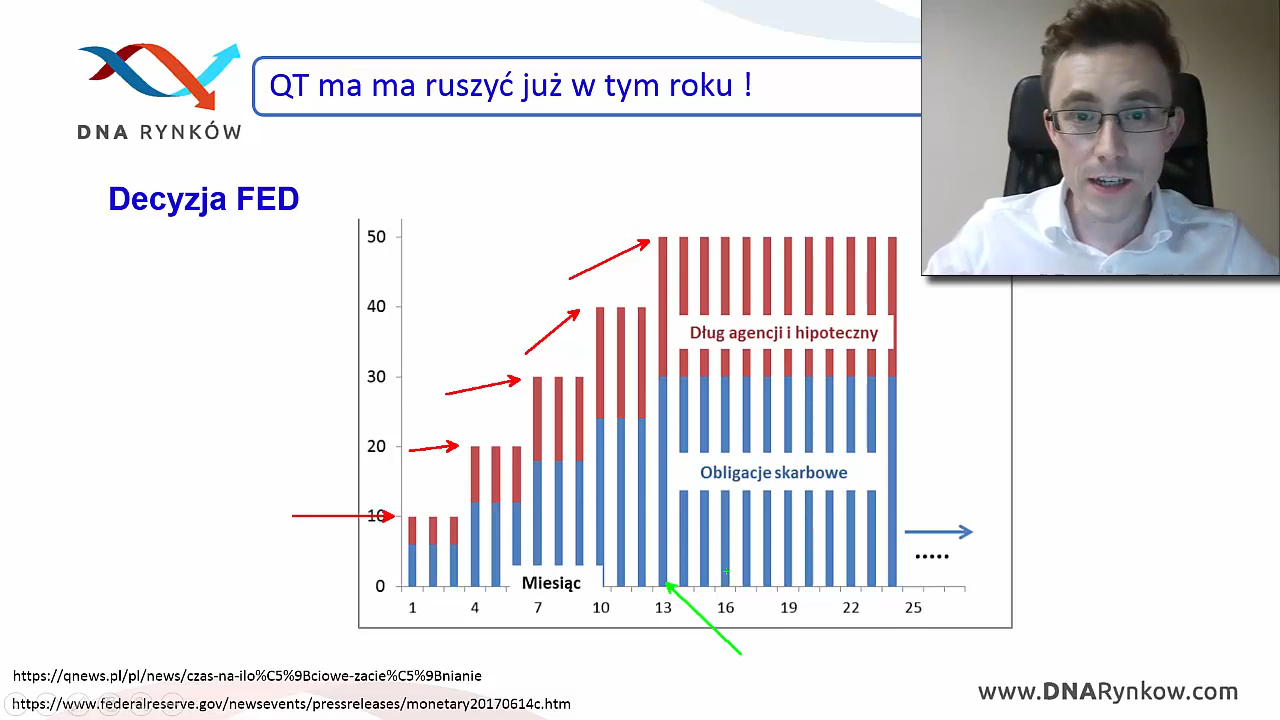 DNA RYNKÓW
QT ma ma ruszyć już w tym roku !
Decyzja FED
50
40
30
20
10
0
Dług agencji i hipoteczny
Obligacje skarbowe
.....
Miesiąc
1 4 7 10 13 16 19 22 25
https://qnews.pl/pl/news/czas-na-ilo%C5%9Bciowe-zacie%C5%9Bnianie
https://www.federalreserve.gov/newsevents/pressreleases/monetary20170614c.htm
www.DNARynkow.com